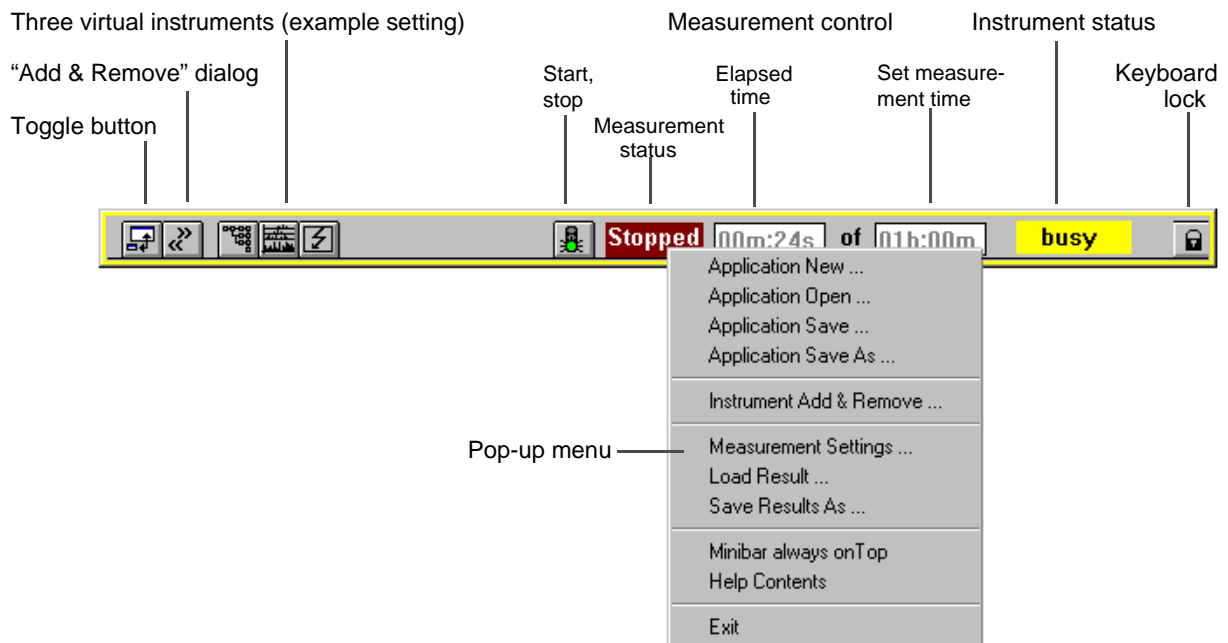 Three virtual instruments (example setting)
Measurement control
Instrument status
“Add & Remove” dialog
Start,
stop
Elapsed
time
Set measure-
ment time
Keyboard
lock
Toggle button
Measurement
status
Stopped
00m:24s
of
01h:00m
busy
Application New ...
Application Open ...
Application Save ...
Application Save As ...
Instrument Add & Remove ...
Pop-up menu
Measurement Settings ...
Load Result ...
Save Results As ...
Minibar always onTop
Help Contents
Exit